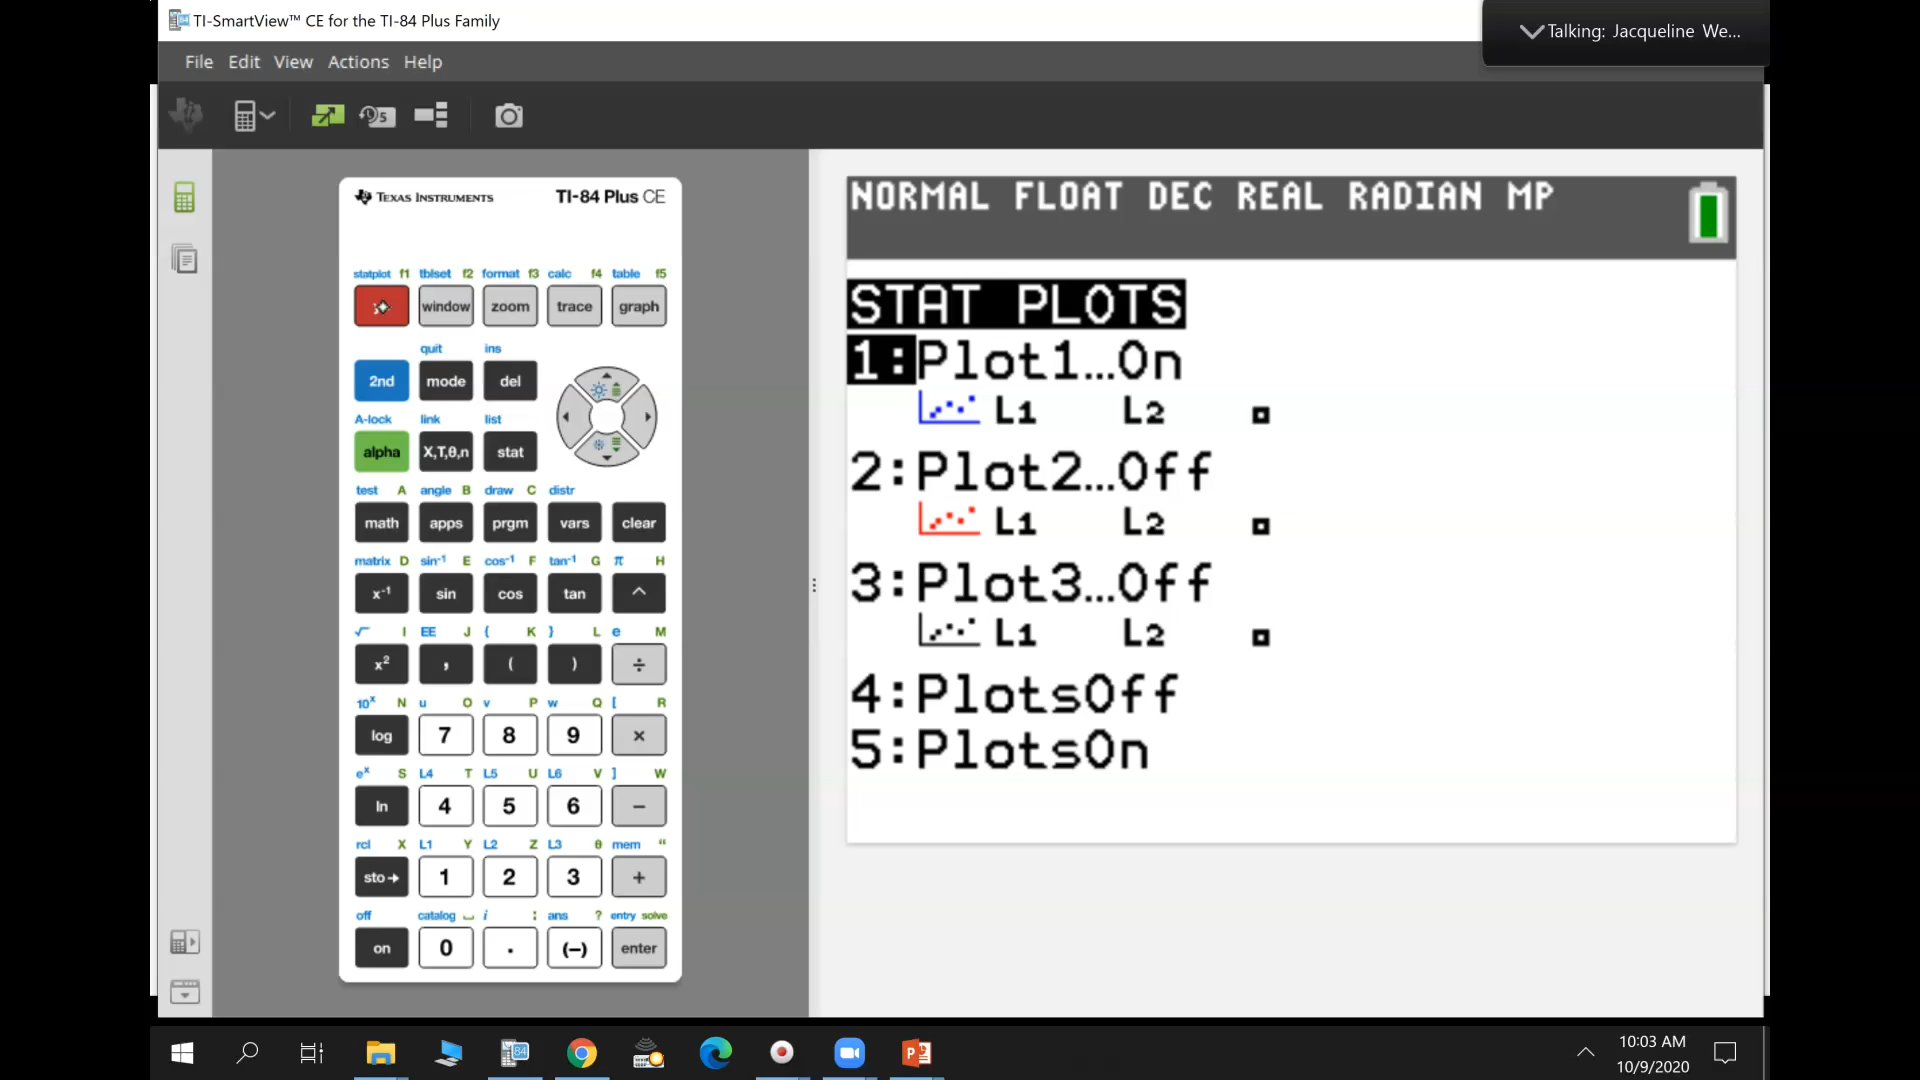 TI-SmartView™ CE for the TI-84 Plus Family
Talking: Jacqueline We...
File Edit View Actions Help
TEXAS INSTRUMENTS TI-84 Plus CE
statplot f1 tblset f2 format f3 calc f4 table f5
window zoom trace graph
quit ins
2nd mode del
A-lock link list
alpha X,T,θ,n stat
test A angle B draw C distr
math apps prgm vars clear
matrix D sin⁻¹ E cos⁻¹ F tan⁻¹ G π H
x⁻¹ sin cos tan ^
√ I EE J { K } L e M
x² , ( ) ÷
10ˣ N u O v P w Q [ R
log 7 8 9 ×
eˣ S L4 T L5 U L6 V ] W
ln 4 5 6 −
rcl X L1 Y L2 Z L3 θ mem “
sto→ 1 2 3 +
off catalog ⎵ i : ans ? entry solve
on 0 . (−) enter
NORMAL FLOAT DEC REAL RADIAN MP
STAT PLOTS
1:Plot1...On
L1 L2
2:Plot2...Off
L1 L2
3:Plot3...Off
L1 L2
4:PlotsOff
5:PlotsOn
10:03 AM
10/9/2020